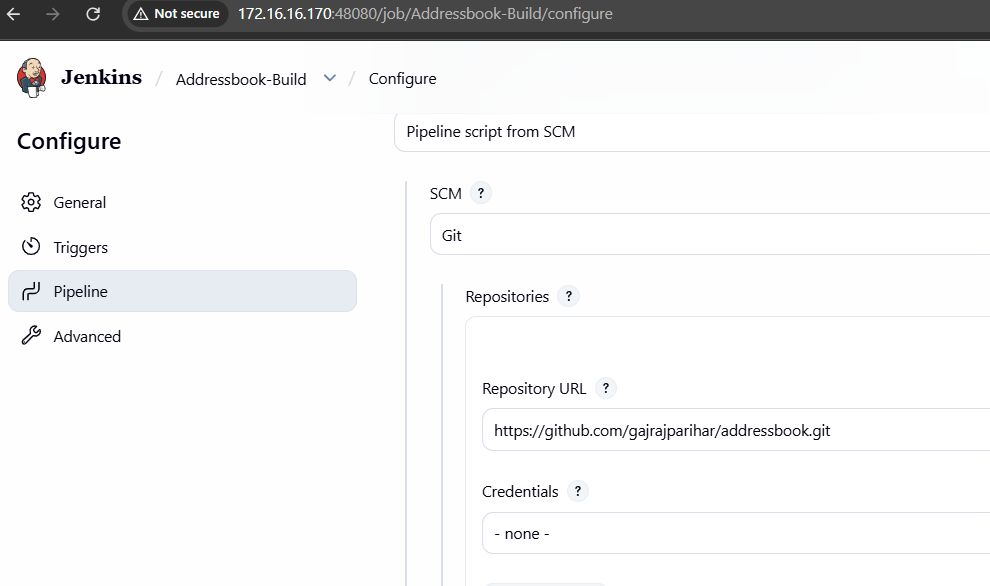 Not secure 172.16.16.170:48080/job/Addressbook-Build/configure
Jenkins / Addressbook-Build / Configure
Configure
General
Triggers
Pipeline
Advanced
Pipeline script from SCM
SCM ?
Git
Repositories ?
Repository URL ?
https://github.com/gajrajparihar/addressbook.git
Credentials ?
- none -